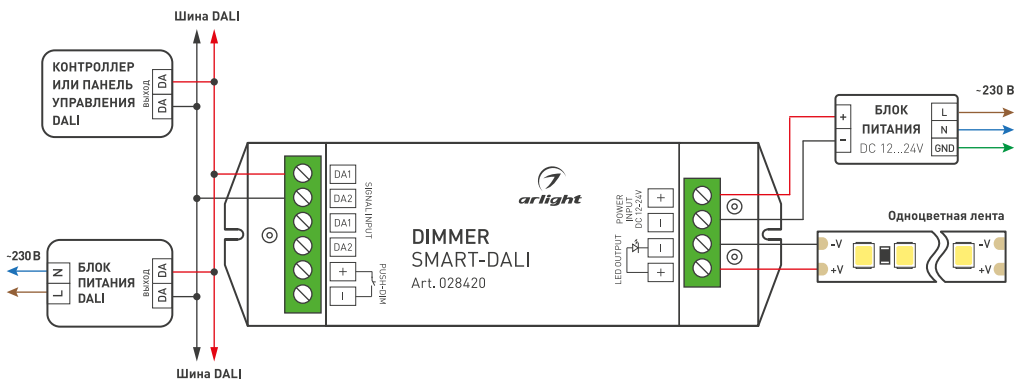 Шина DALI
КОНТРОЛЛЕР
ИЛИ ПАНЕЛЬ
УПРАВЛЕНИЯ
DALI
ВЫХОД
DA
DA
~230 В
N
L
БЛОК
ПИТАНИЯ
DALI
ВЫХОД
DA
DA
Шина DALI
DA1
DA2
DA1
DA2
+
–
SIGNAL INPUT
PUSH-DIM
arlight
DIMMER
SMART-DALI
Art. 028420
POWER
INPUT
DC 12-24V
LED OUTPUT
+
–
–
+
+
–
БЛОК
ПИТАНИЯ
DC 12...24V
L
N
GND
~230 В
Одноцветная лента
-V
+V
-V
+V